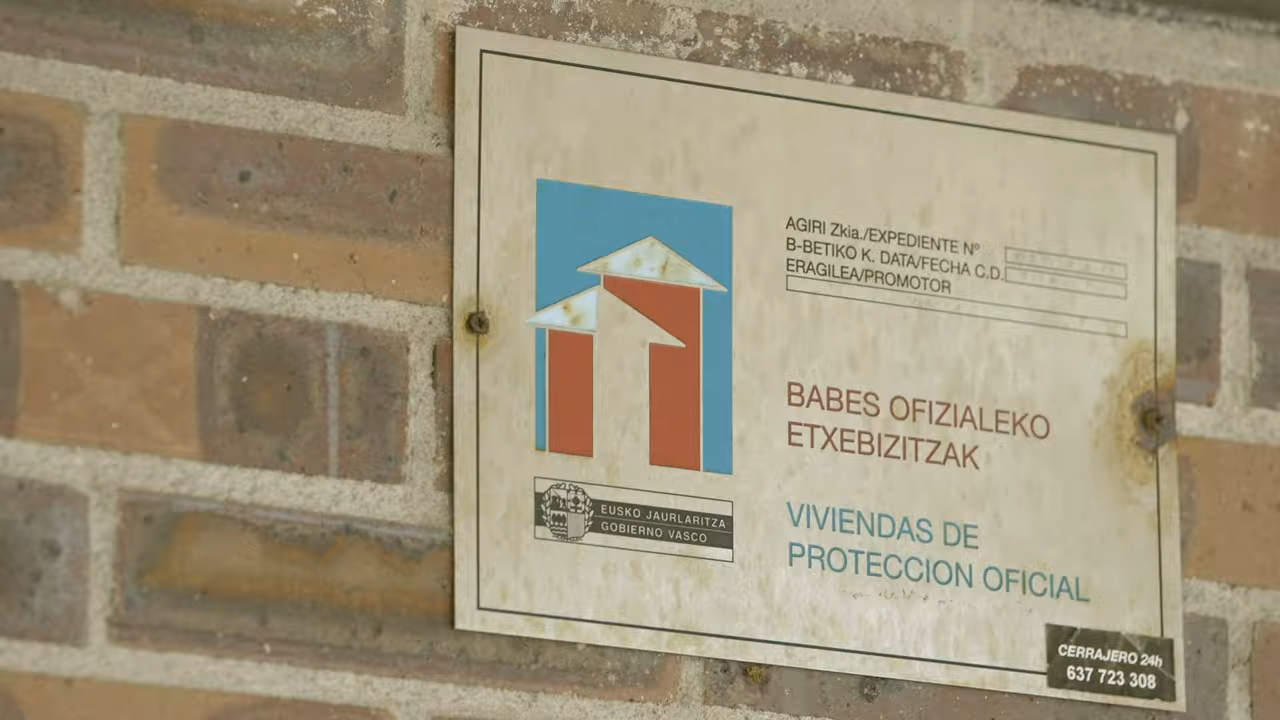 AGIRI Zkia./EXPEDIENTE Nº
B-BETIKO K. DATA/FECHA C.D.
ERAGILEA/PROMOTOR
BABES OFIZIALEKO
ETXEBIZITZAK
VIVIENDAS DE
PROTECCION OFICIAL
EUSKO JAURLARITZA
GOBIERNO VASCO
CERRAJERO 24h
637 723 308